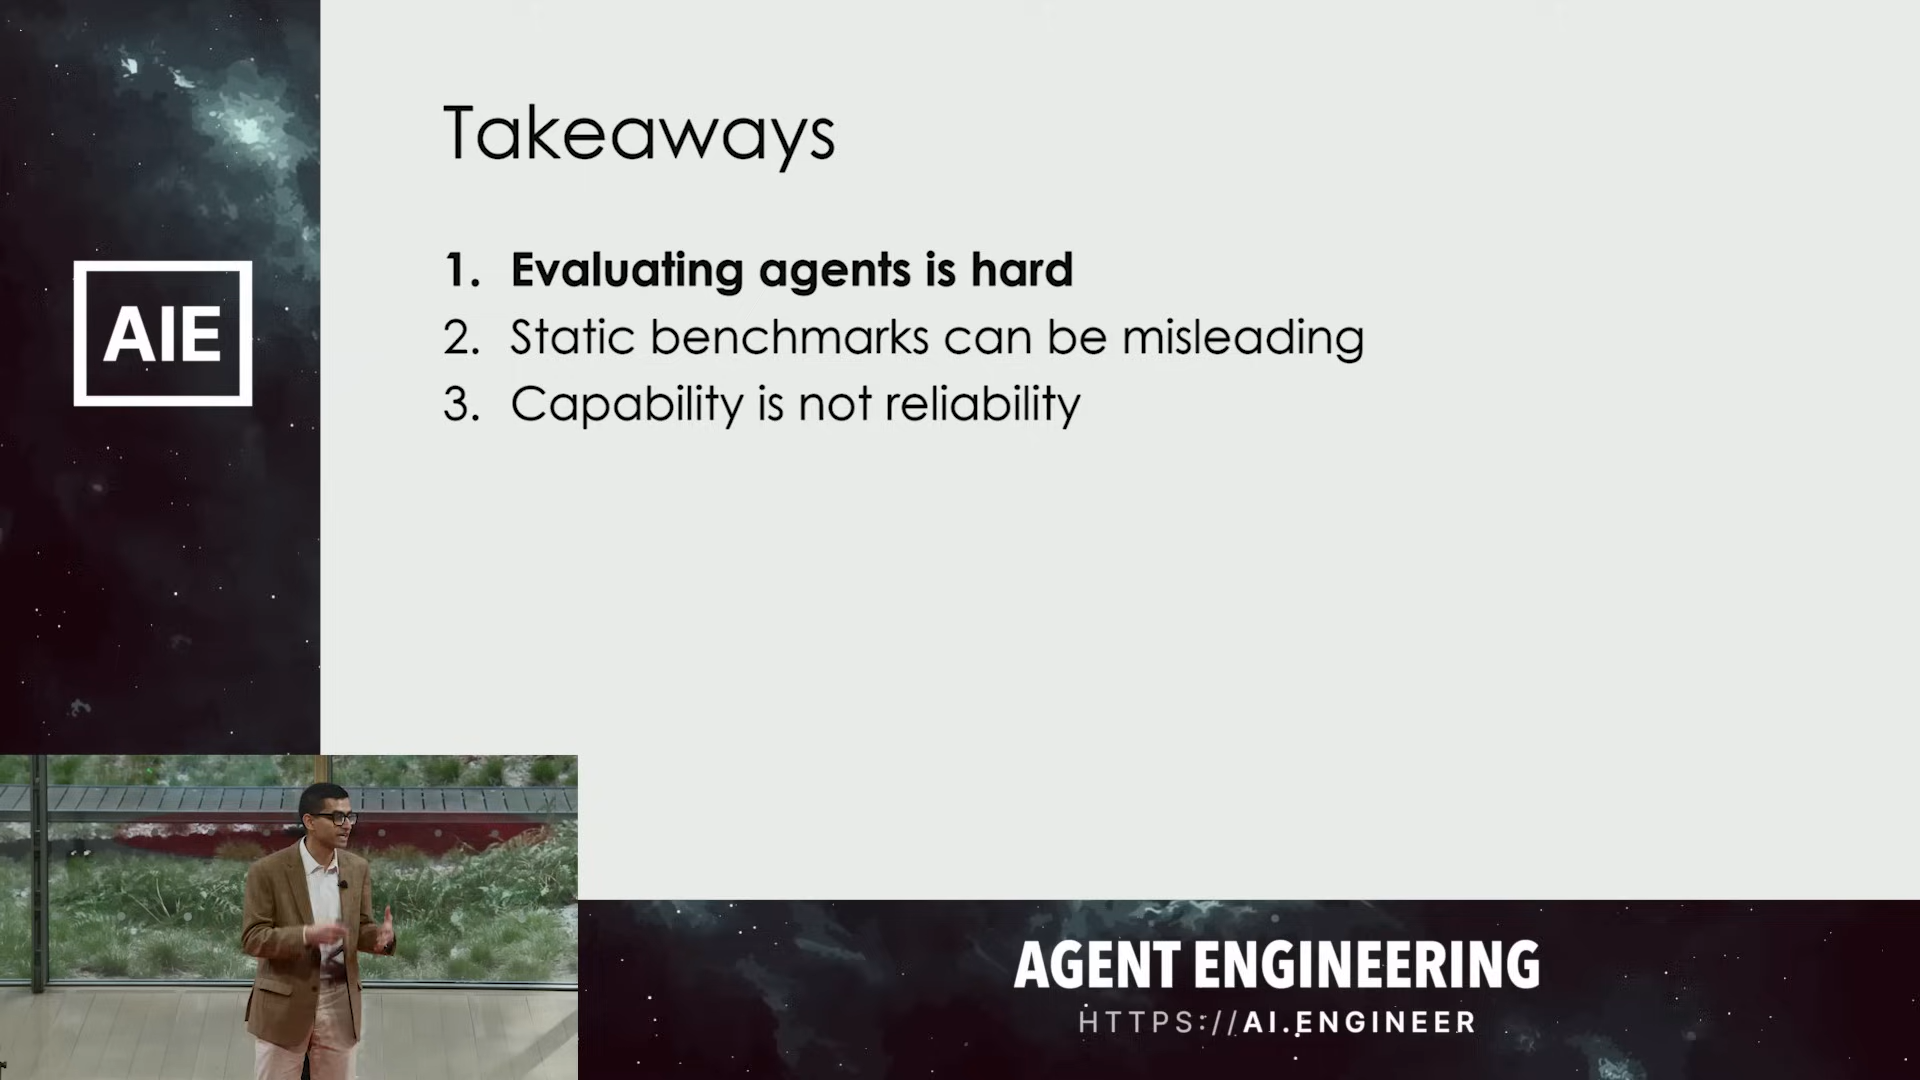 Takeaways
1. Evaluating agents is hard
2. Static benchmarks can be misleading
3. Capability is not reliability
AIE
AGENT ENGINEERING
HTTPS://AI.ENGINEER